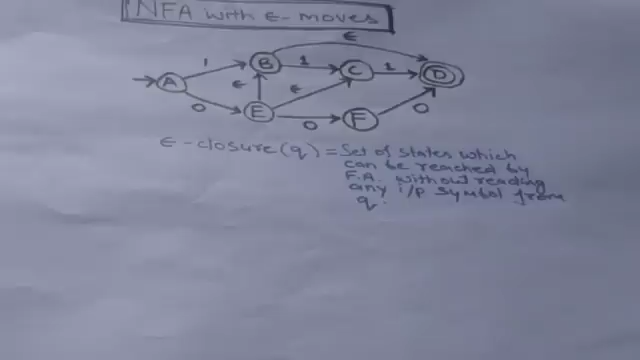 NFA with ϵ- moves
ϵ
1 B 1 C 1 D
A ϵ ϵ
0 E 0 F 0
ϵ-closure(q) = Set of states which
can be reached by
F.A. without reading
any i/p symbol from
q.